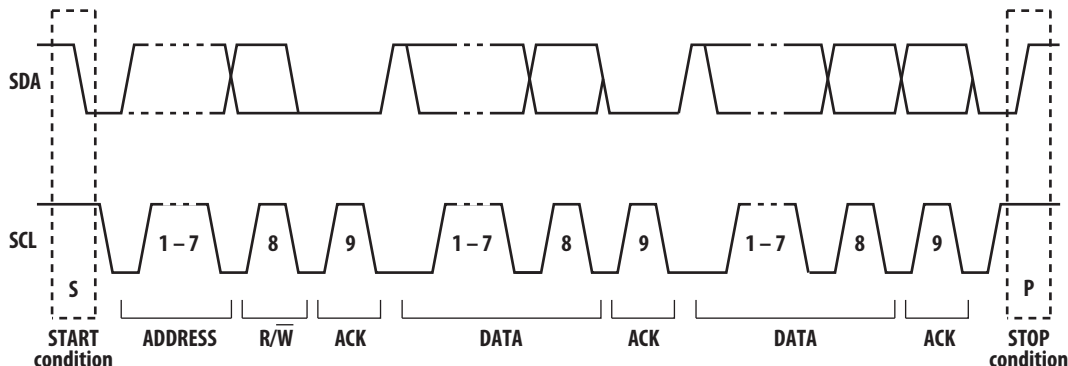 SDA
SCL
1 – 7 8 9 1 – 7 8 9 1 – 7 8 9
S P
START condition ADDRESS R/W̅ ACK DATA ACK DATA ACK STOP condition